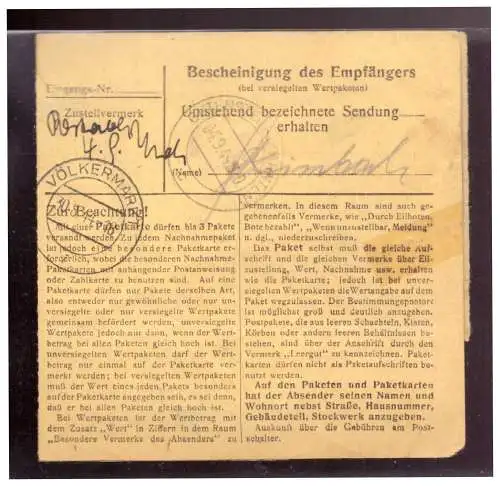 Eingangs-Nr.
Zustellvermerk
Bescheinigung des Empfängers
(bei versiegelten Wertpaketen)
Umstehend bezeichnete Sendung
erhalten
(Name)
VÖLKERMARKT
Zur Beachtung!
Mit einer Paketkarte dürfen bis 3 Pakete
versandt werden. Zu jedem Nachnahmepaket
ist jedoch eine besondere Paketkarte er-
forderlich, wobei die besonderen Nachnahme-
Paketkarten mit anhängender Postanweisung
oder Zahlkarte zu benutzen sind. Auf eine
Paketkarte dürfen nur Pakete derselben Art,
also entweder nur gewöhnliche oder nur un-
versiegelte oder nur versiegelte Wertpakete
gemeinsam befördert werden, unversiegelte
Wertpakete jedoch nur dann, wenn der Wert-
betrag bei allen Paketen gleich hoch ist. Bei
unversiegelten Wertpaketen darf der Wert-
betrag nur einmal auf der Paketkarte ver-
merkt werden; bei versiegelten Wertpaketen
muß der Wert eines jeden Pakets besonders
auf der Paketkarte angegeben sein, es sei denn,
daß er bei allen Paketen gleich hoch ist.
Bei Wertpaketen ist der Wertbetrag mit
dem Zusatz „Wert" in Ziffern in dem Raum
„Besondere Vermerke des Absenders" zu
vermerken. In diesem Raum sind auch ge-
gebenenfalls Vermerke, wie „Durch Eilboten,
Bote bezahlt", „Wenn unzustellbar, Meldung"
u. dgl., niederzuschreiben.
Das Paket selbst muß die gleiche Auf-
schrift und die gleichen Vermerke über Eil-
zustellung, Wert, Nachnahme usw. erhalten
wie die Paketkarte; jedoch ist bei unver-
siegelten Wertpaketen die Wertangabe auf dem
Paket wegzulassen. Der Bestimmungspostort
ist möglichst groß und deutlich anzugeben.
Postpakete, die aus leeren Schachteln, Kisten,
Körben oder andern leeren Behältnissen be-
stehen, sind über der Anschrift durch den
Vermerk „Leergut" zu kennzeichnen. Paket-
karten dürfen nicht als Paketaufschriften be-
nutzt werden.
Auf den Paketen und Paketkarten
hat der Absender seinen Namen und
Wohnort nebst Straße, Hausnummer,
Gebäudeteil, Stockwerk anzugeben.
Auskunft über die Gebühren am Post-
schalter.